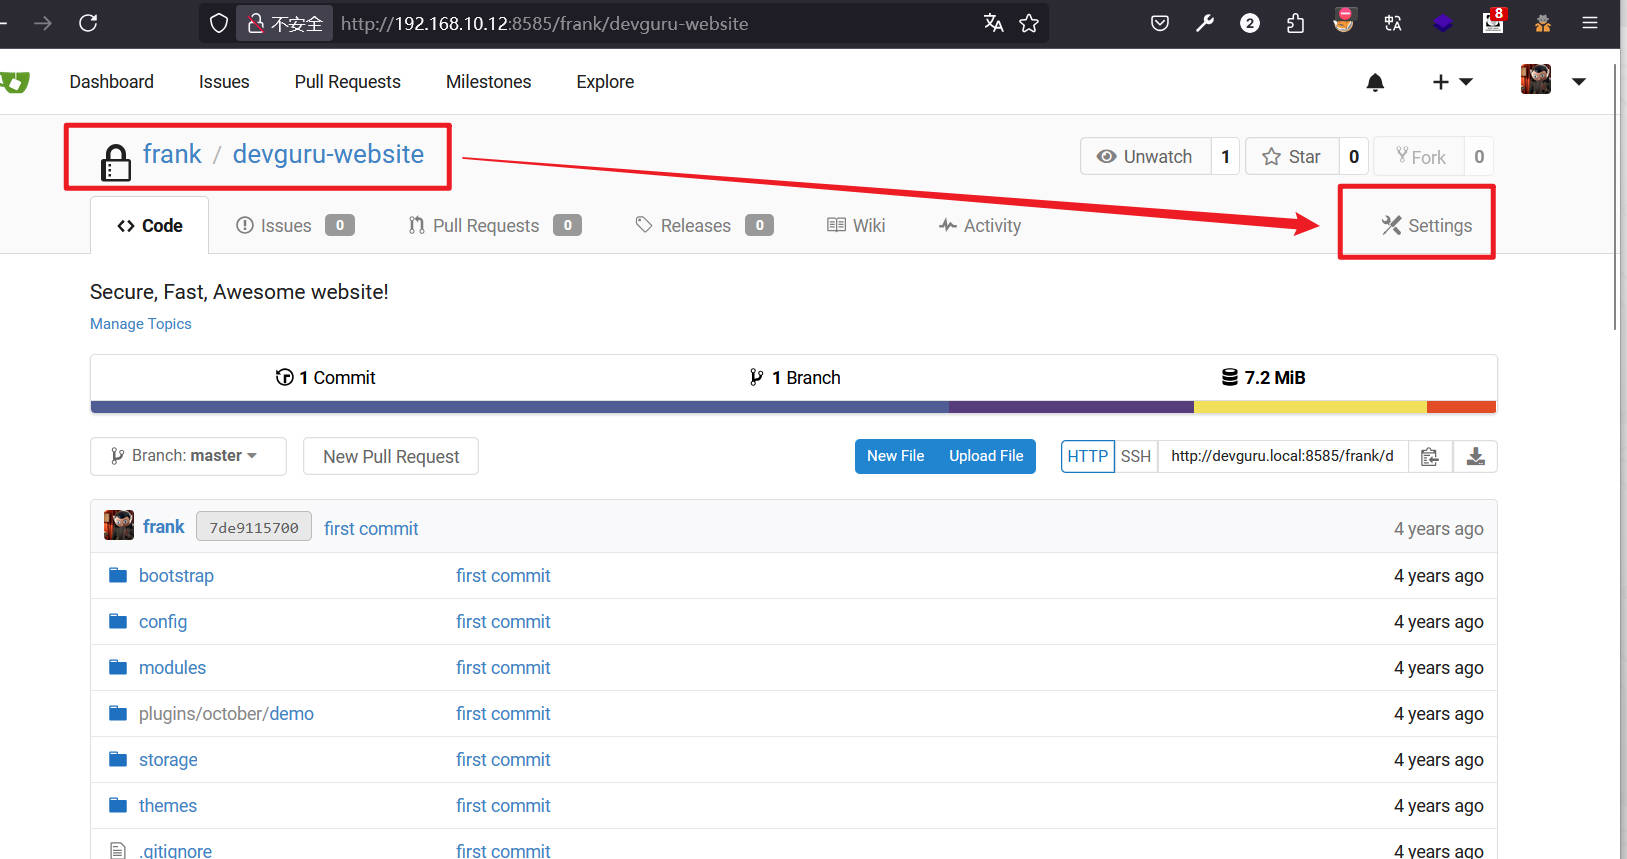 不安全 http://192.168.10.12:8585/frank/devguru-website 2 8
Dashboard Issues Pull Requests Milestones Explore
frank / devguru-website Unwatch 1 Star 0 Fork 0
Code Issues 0 Pull Requests 0 Releases 0 Wiki Activity Settings
Secure, Fast, Awesome website!
Manage Topics
1 Commit 1 Branch 7.2 MiB
Branch: master New Pull Request New File Upload File HTTP SSH http://devguru.local:8585/frank/d
frank 7de9115700 first commit 4 years ago
bootstrap first commit 4 years ago
config first commit 4 years ago
modules first commit 4 years ago
plugins/october/demo first commit 4 years ago
storage first commit 4 years ago
themes first commit 4 years ago
.gitignore first commit 4 years ago